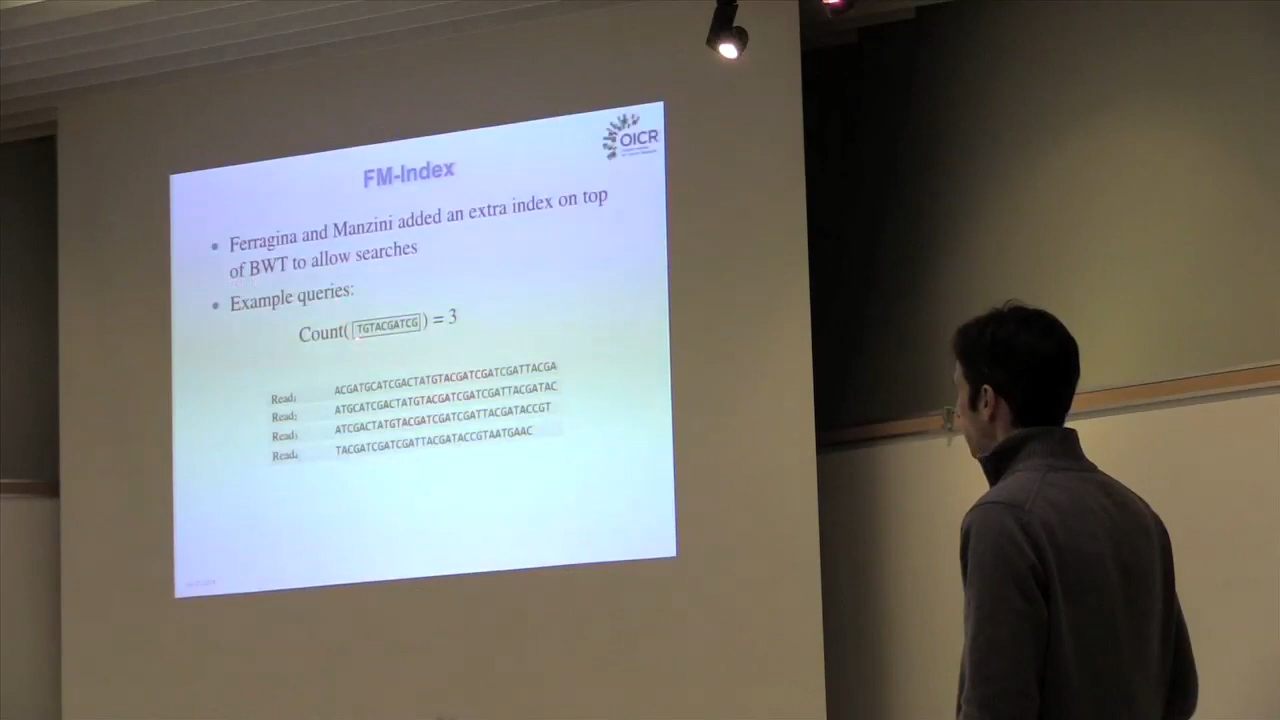 OICR
FM-Index
• Ferragina and Manzini added an extra index on top
of BWT to allow searches
• Example queries:
Count( TGTACGATCG ) = 3
Read₁ ACGATGCATCGACTATGTACGATCGATCGATTACGA
Read₂ ATGCATCGACTATGTACGATCGATCGATTACGATAC
Read₃ ATCGACTATGTACGATCGATCGATTACGATACCGT
Read₄ TACGATCGATCGATTACGATACCGTAATGAAC